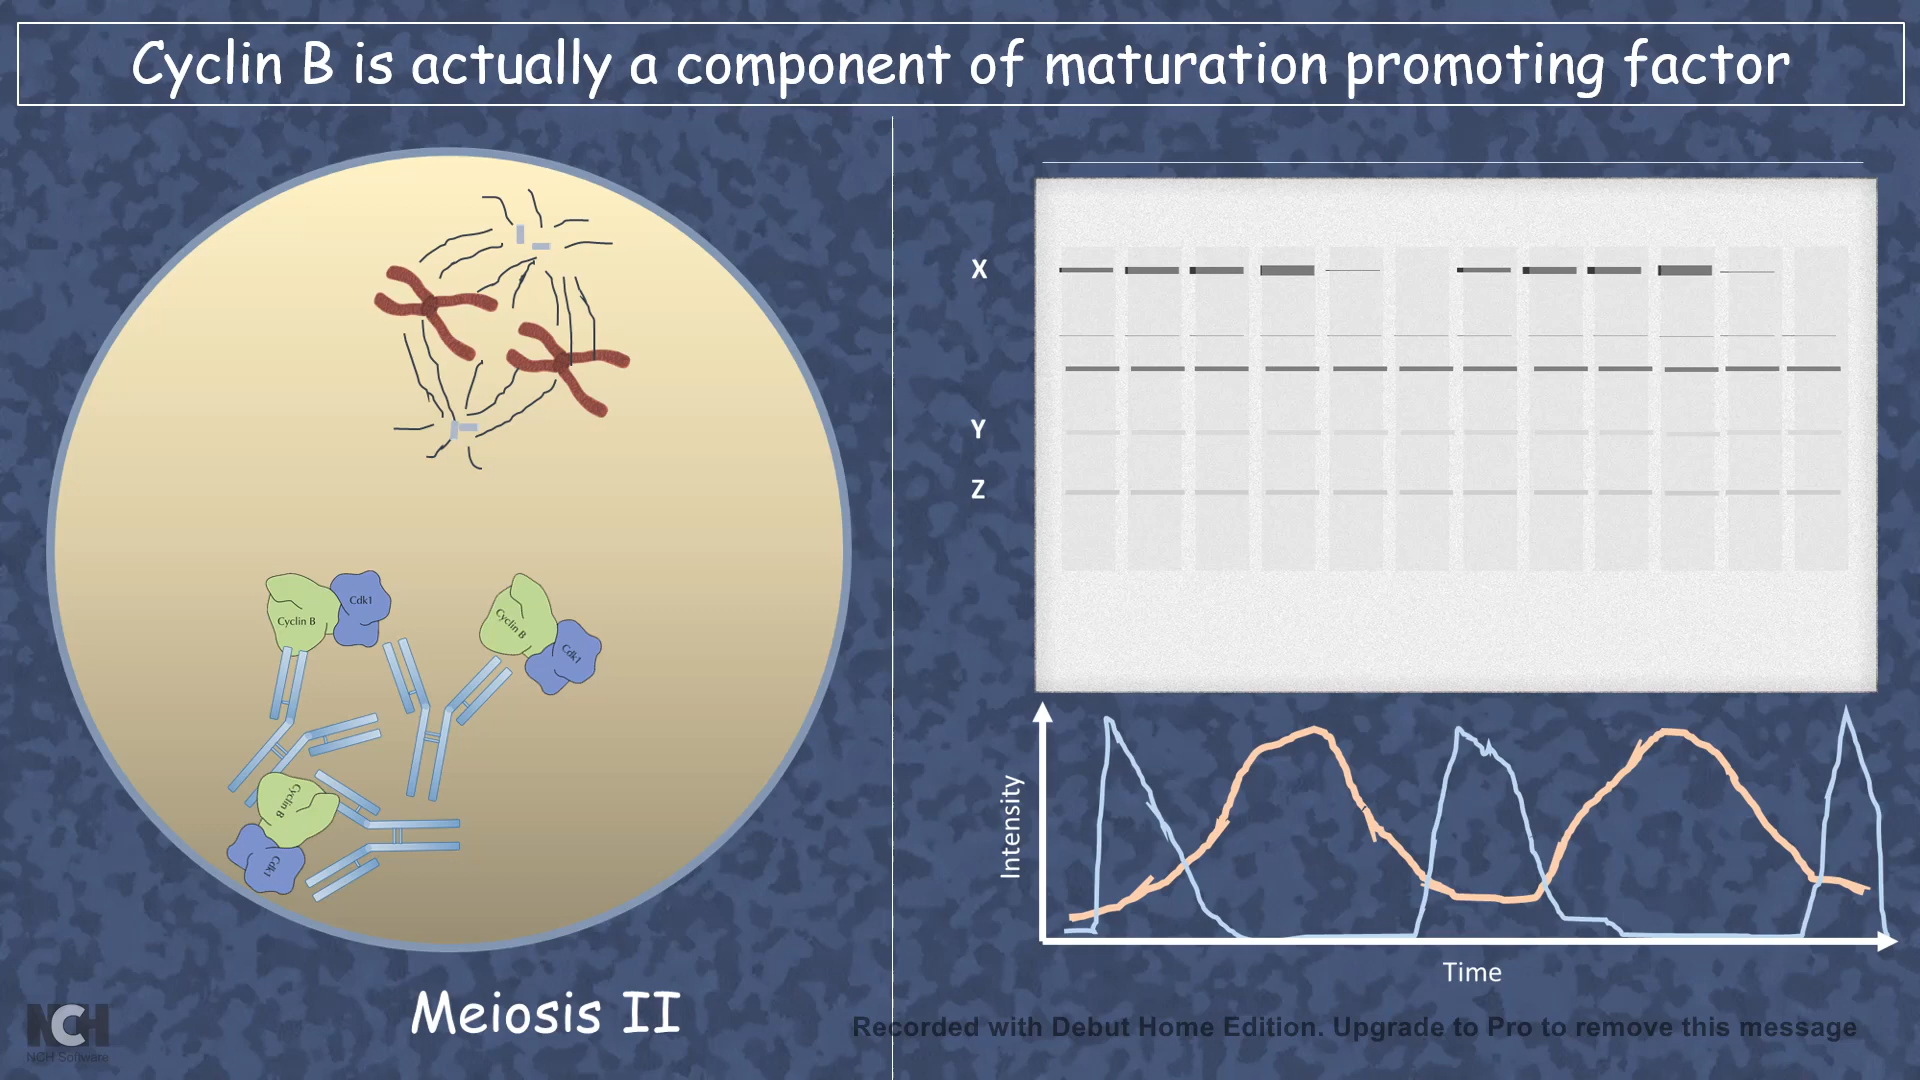 Cyclin B is actually a component of maturation promoting factor
X
Y
Z
Cyclin B
Cdk1
Cyclin B
Cdk1
Cyclin B
Cdk1
Intensity
Time
Meiosis II
NCH
NCH Software
Recorded with Debut Home Edition. Upgrade to Pro to remove this message